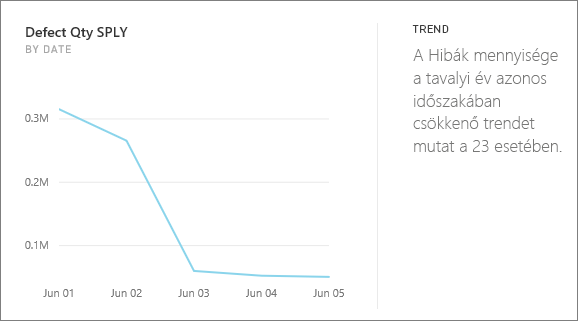 Defect Qty SPLY
BY DATE
0.3M
0.2M
0.1M
Jun 01 Jun 02 Jun 03 Jun 04 Jun 05
TREND
A Hibák mennyisége
a tavalyi év azonos
időszakában
csökkenő trendet
mutat a 23 esetében.